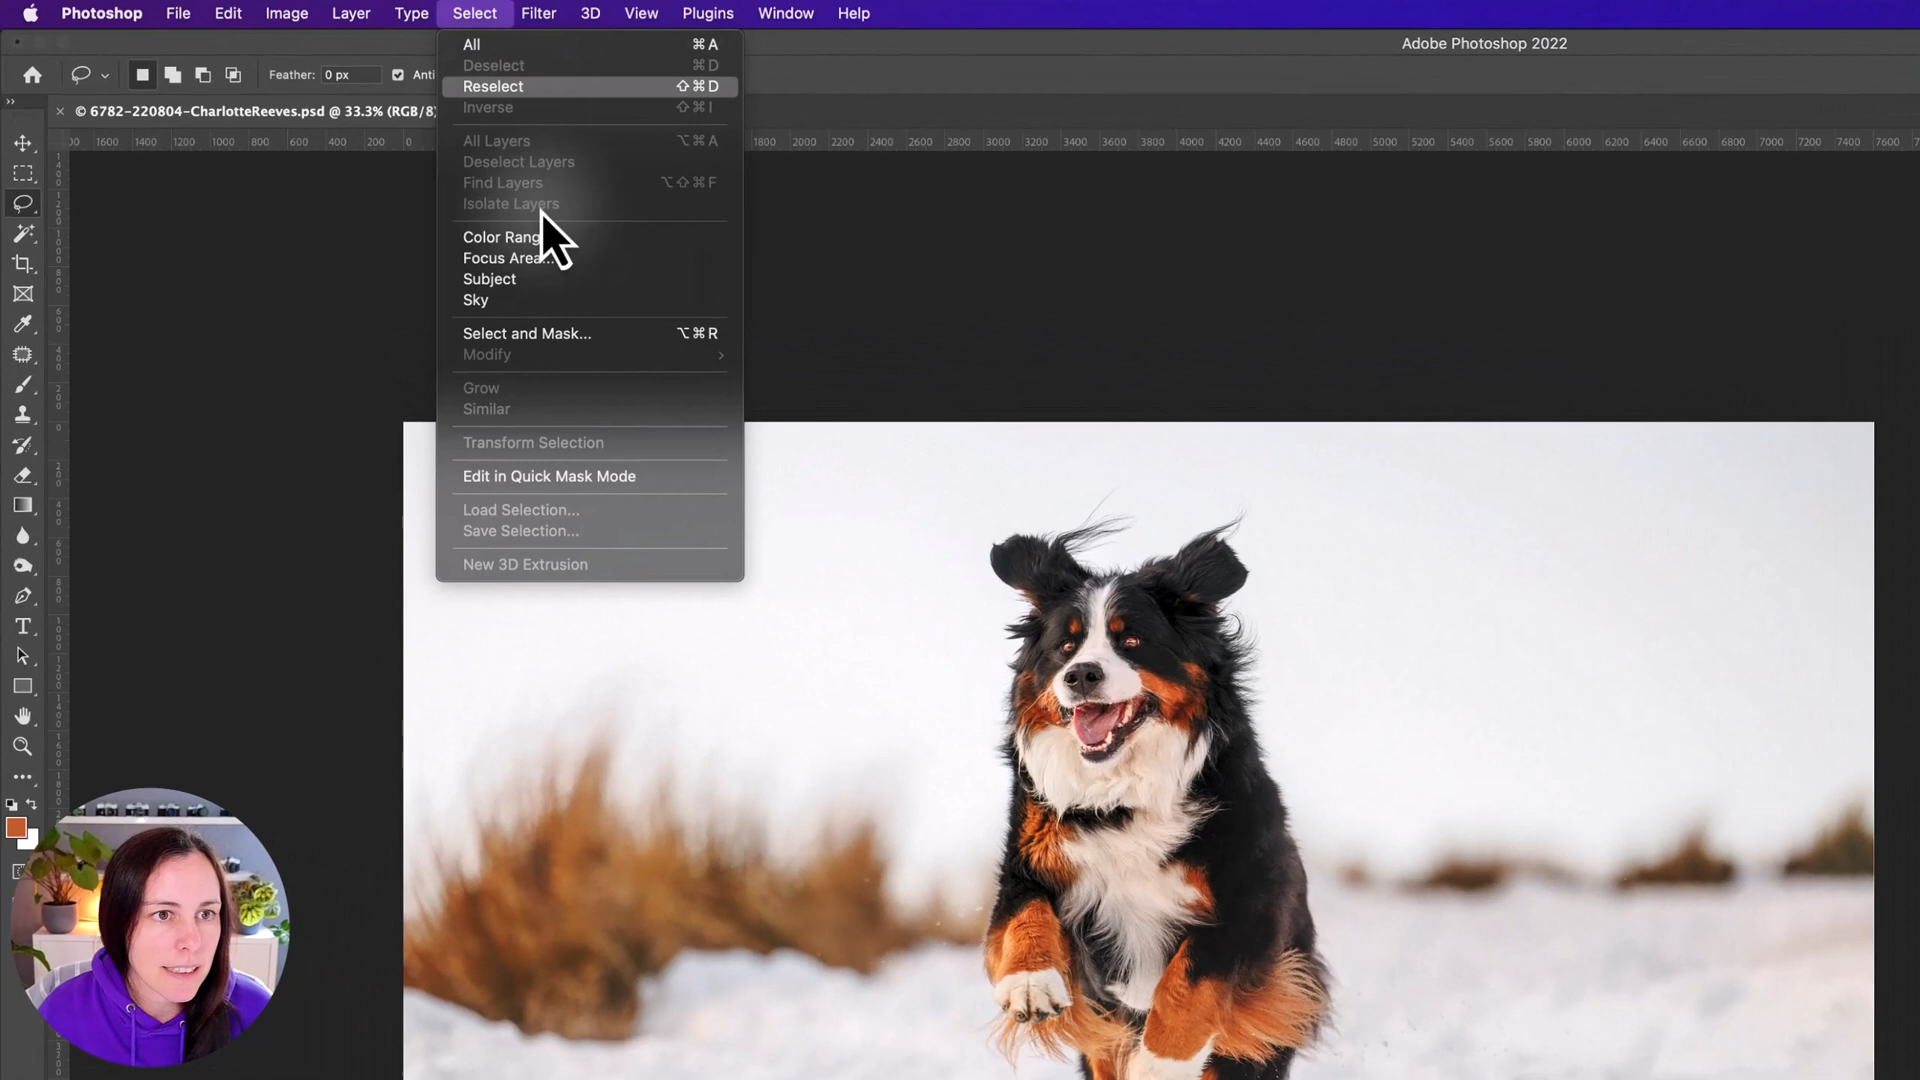 Photoshop File Edit Image Layer Type Select Filter 3D View Plugins Window Help
Adobe Photoshop 2022
Feather: 0 px Anti
© 6782-220804-CharlotteReeves.psd @ 33.3% (RGB/8)
1600 1400 1200 1000 800 600 400 200 0 1800 2000 2200 2400 2600 2800 3000 3200 3400 3600 3800 4000 4200 4400 4600 4800 5000 5200 5400 5600 5800 6000 6200 6400 6600 6800 7000 7200 7400 7600
All ⌘A
Deselect ⌘D
Reselect ⇧⌘D
Inverse ⇧⌘I
All Layers ⌥⌘A
Deselect Layers
Find Layers ⌥⇧⌘F
Isolate Layers
Color Rang
Focus Area...
Subject
Sky
Select and Mask... ⌥⌘R
Modify >
Grow
Similar
Transform Selection
Edit in Quick Mask Mode
Load Selection...
Save Selection...
New 3D Extrusion